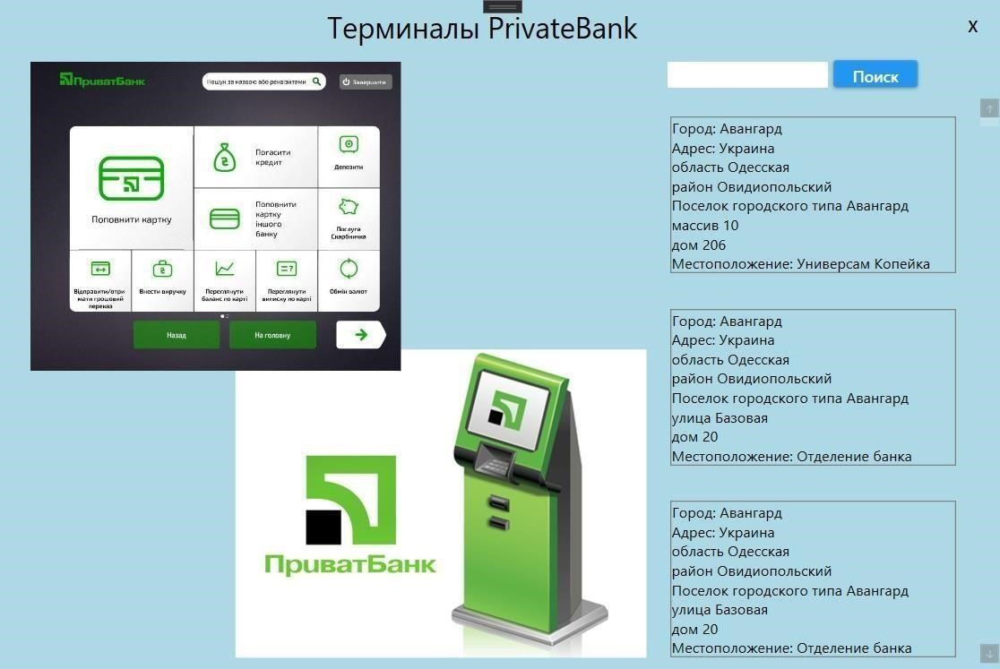 Терминалы PrivateBank
X
ПриватБанк
Пошук за назвою або реквізитами
Завершити
Поповнити картку
Погасити
кредит
Депозити
Поповнити
картку
іншого
банку
Послуга
Скарбничка
Відправити/отри
мати грошовий
переказ
Внести виручку
Переглянути
баланс по карті
Переглянути
виписку по карті
Обмін валют
Назад
На головну
ПриватБанк
Поиск
Город: Авангард
Адрес: Украина
область Одесская
район Овидиопольский
Поселок городского типа Авангард
массив 10
дом 206
Местоположение: Универсам Копейка
Город: Авангард
Адрес: Украина
область Одесская
район Овидиопольский
Поселок городского типа Авангард
улица Базовая
дом 20
Местоположение: Отделение банка
Город: Авангард
Адрес: Украина
область Одесская
район Овидиопольский
Поселок городского типа Авангард
улица Базовая
дом 20
Местоположение: Отделение банка